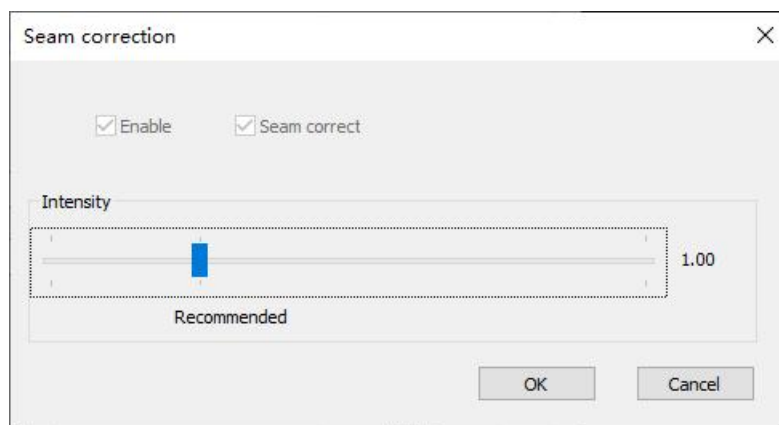 Seam correction
Enable Seam correct
Intensity
1.00
Recommended
OK Cancel